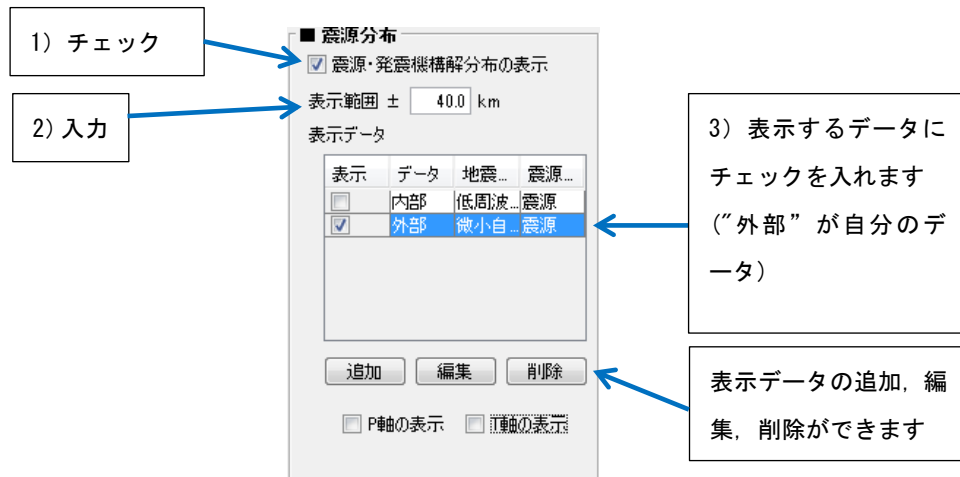 1) チェック
2)入力
■ 震源分布
震源・発震機構解分布の表示
表示範囲 ± 40.0 km
表示データ
表示 データ 地震... 震源...
内部 低周波... 震源
外部 微小自... 震源
追加 編集 削除
P軸の表示 T軸の表示
3) 表示するデータに
チェックを入れます
(″外部”が自分のデ
ータ)
表示データの追加，編
集，削除ができます